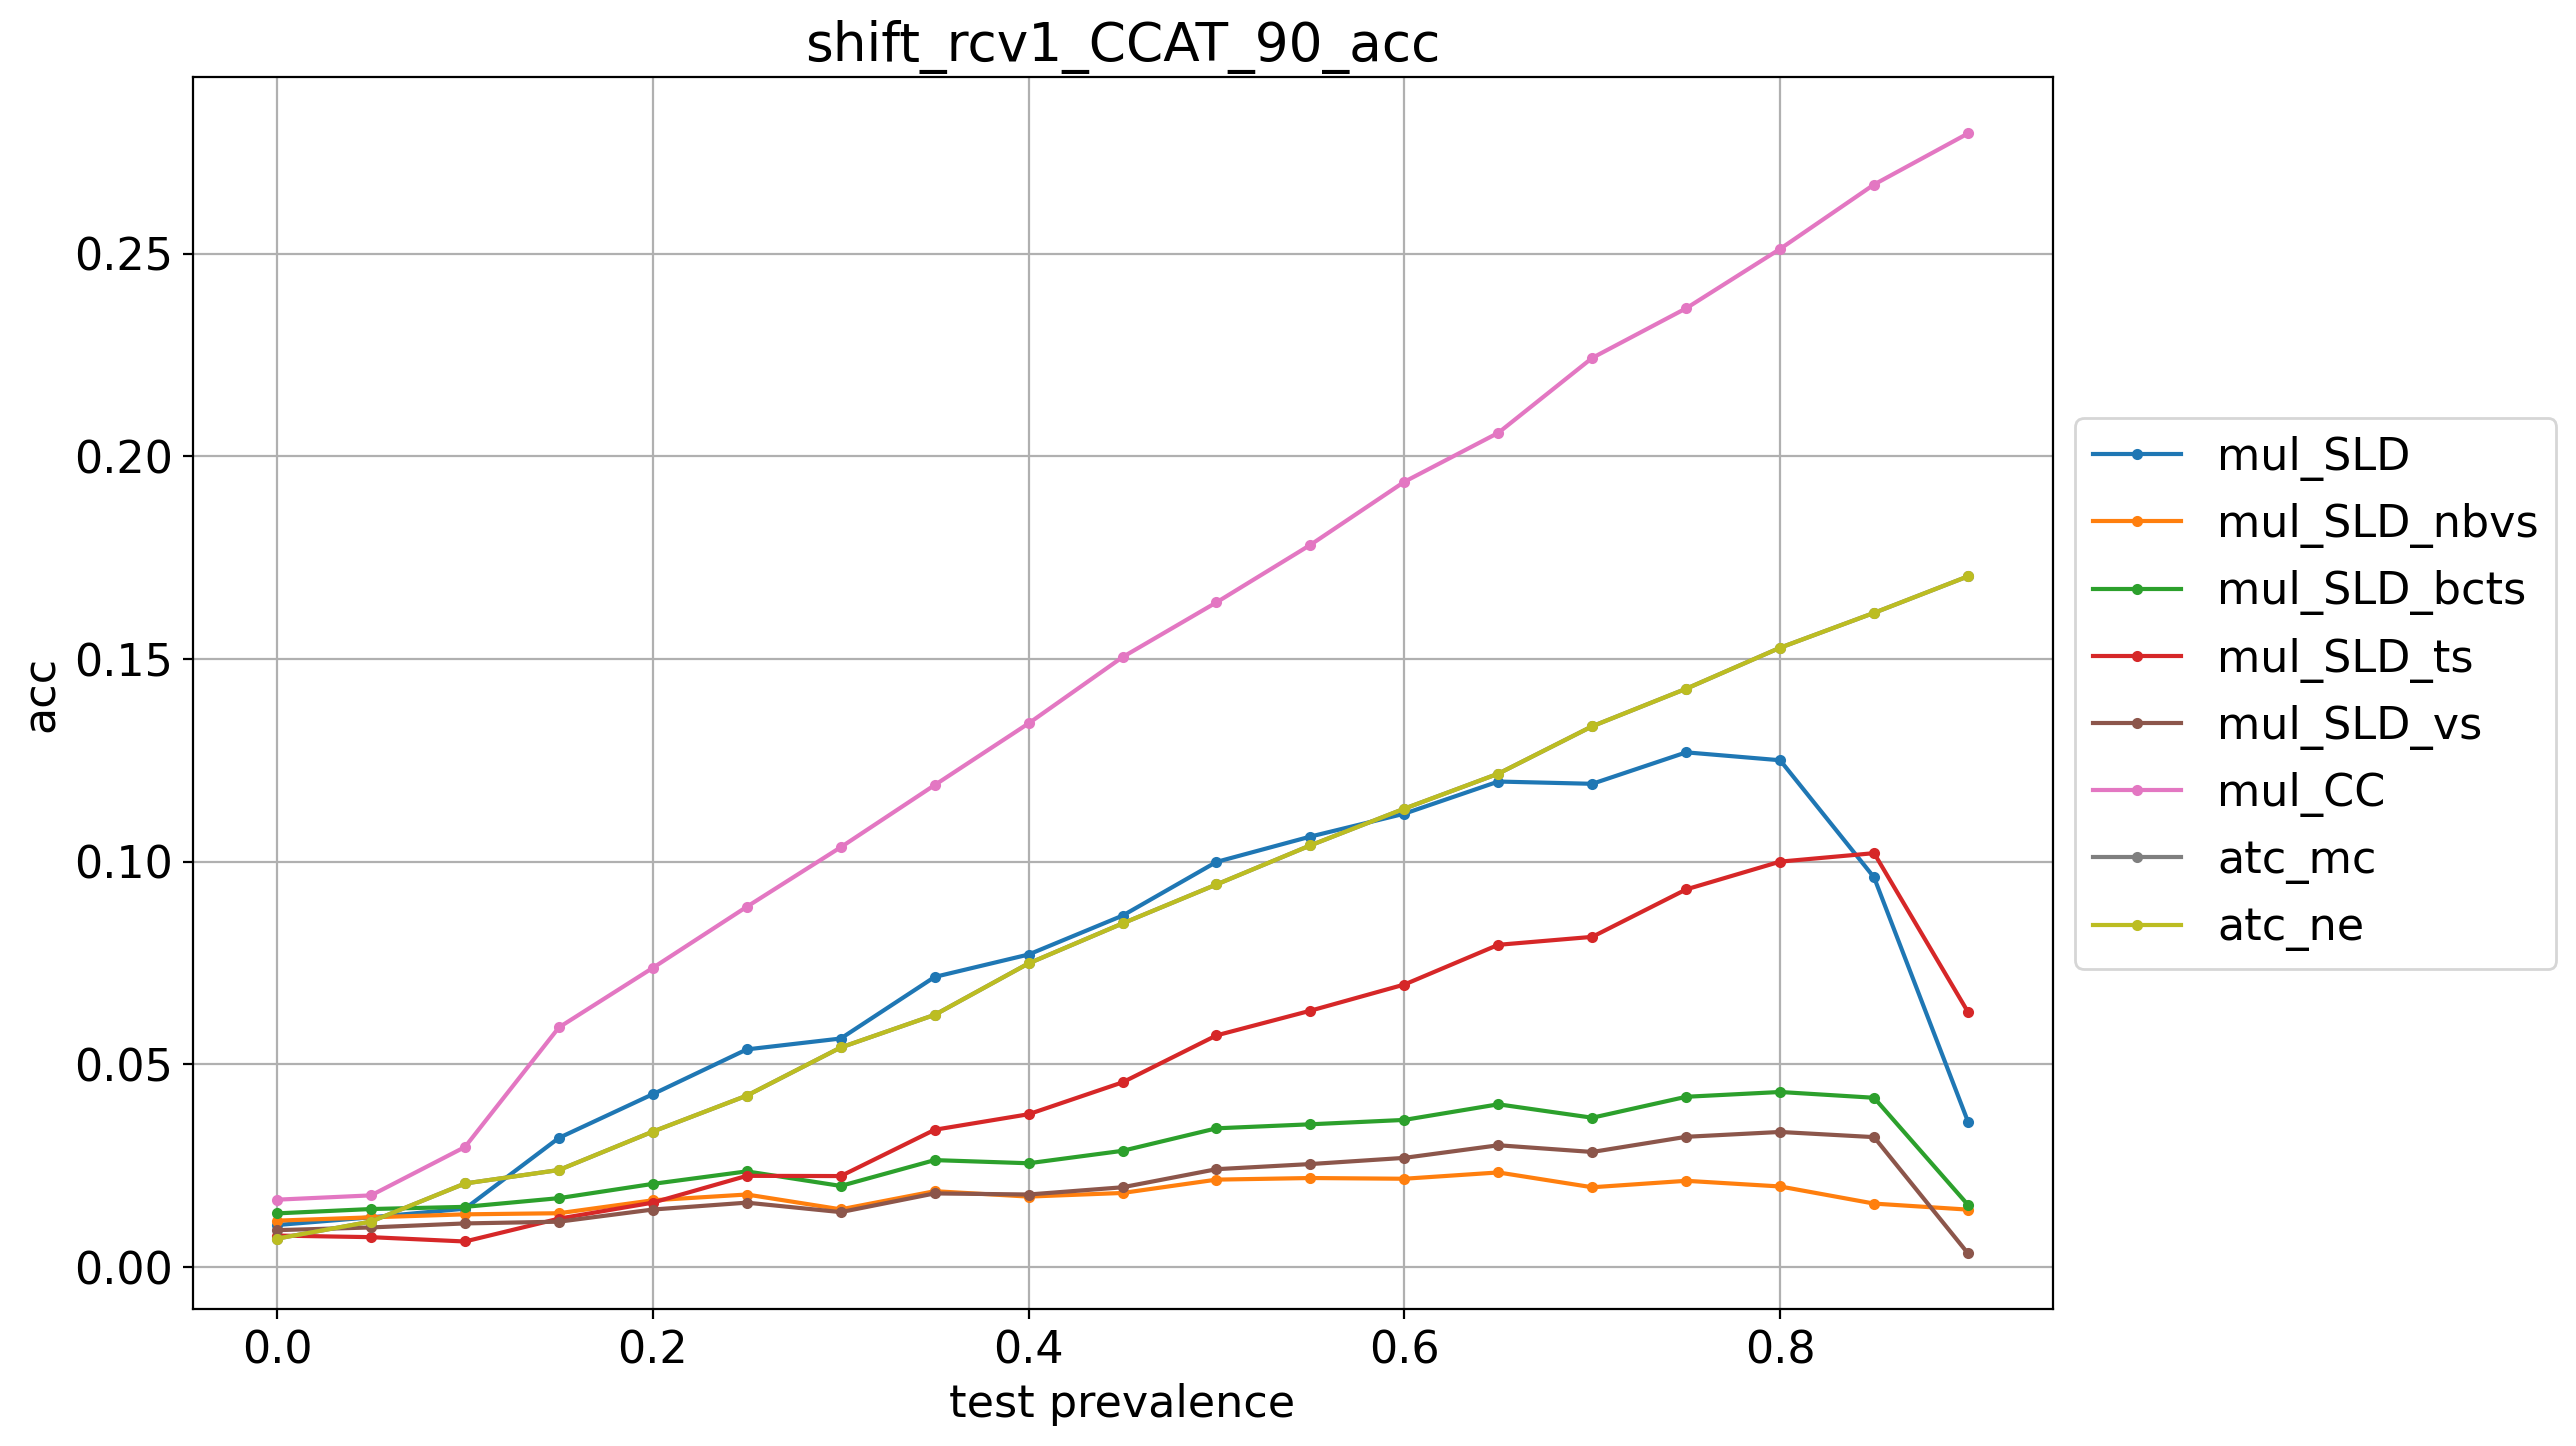 shift_rcv1_CCAT_90_acc
acc
0.25
0.20
0.15
0.10
0.05
0.00
0.0 0.2 0.4 0.6 0.8
test prevalence
mul_SLD
mul_SLD_nbvs
mul_SLD_bcts
mul_SLD_ts
mul_SLD_vs
mul_CC
atc_mc
atc_ne